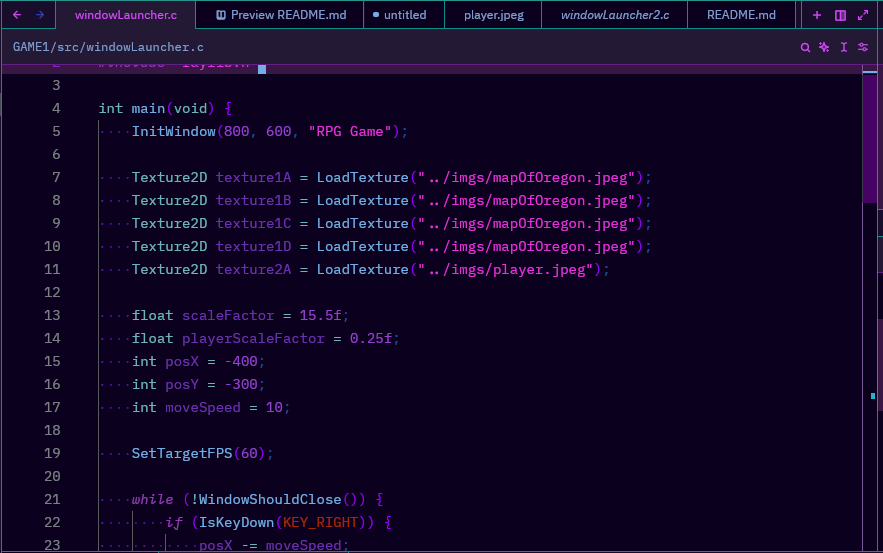 windowLauncher.c Preview README.md untitled player.jpeg windowLauncher2.c README.md
GAME1/src/windowLauncher.c
2 #include "raylib.h"
3
4 int main(void) {
5 InitWindow(800, 600, "RPG Game");
6
7 Texture2D texture1A = LoadTexture("../imgs/mapOfOregon.jpeg");
8 Texture2D texture1B = LoadTexture("../imgs/mapOfOregon.jpeg");
9 Texture2D texture1C = LoadTexture("../imgs/mapOfOregon.jpeg");
10 Texture2D texture1D = LoadTexture("../imgs/mapOfOregon.jpeg");
11 Texture2D texture2A = LoadTexture("../imgs/player.jpeg");
12
13 float scaleFactor = 15.5f;
14 float playerScaleFactor = 0.25f;
15 int posX = -400;
16 int posY = -300;
17 int moveSpeed = 10;
18
19 SetTargetFPS(60);
20
21 while (!WindowShouldClose()) {
22 if (IsKeyDown(KEY_RIGHT)) {
23 posX -= moveSpeed;